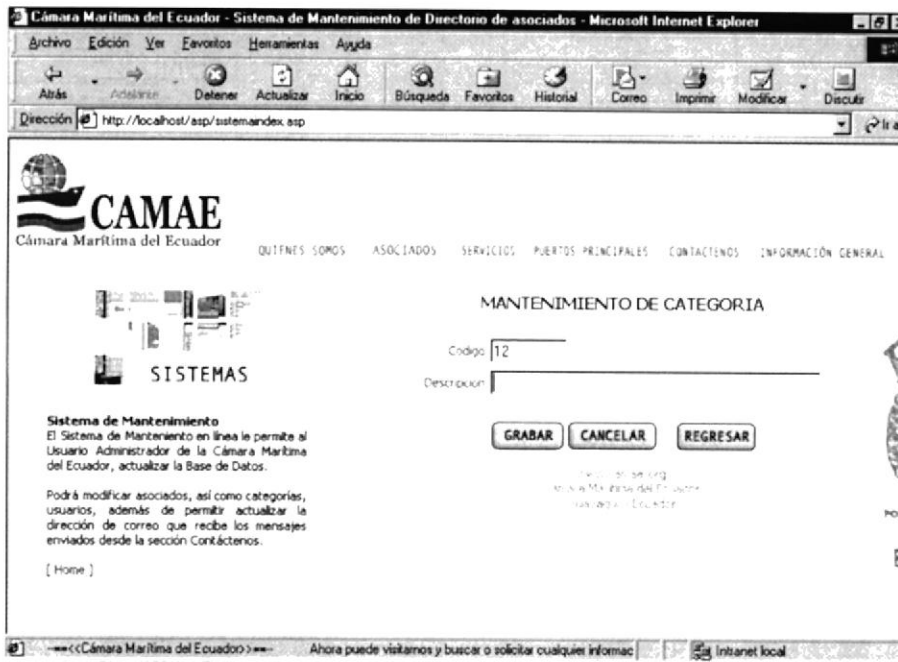 Cámara Marítima del Ecuador - Sistema de Mantenimiento de Directorio de asociados - Microsoft Internet Explorer
Archivo Edición Ver Favoritos Herramientas Ayuda
Atrás Adelante Detener Actualizar Inicio Búsqueda Favoritos Historial Correo Imprimir Modificar Discutir
Dirección http://localhost/asp/sistemaindex.asp Ir a
CAMAE
Cámara Marítima del Ecuador
QUIENES SOMOS ASOCIADOS SERVICIOS PUERTOS PRINCIPALES CONTACTENOS INFORMACIÓN GENERAL
MANTENIMIENTO DE CATEGORIA
Codigo 12
Descripcion
SISTEMAS
GRABAR CANCELAR REGRESAR
Sistema de Mantenimiento
El Sistema de Manteniento en línea le permite al
Usuario Administrador de la Cámara Marítima
del Ecuador, actualizar la Base de Datos.
Podrá modificar asociados, así como categorías,
usuarios, además de permitir actualizar la
dirección de correo que recibe los mensajes
enviados desde la sección Contáctenos.
[ Home ]
--==<<Cámara Marítima del Ecuador>>==-- Ahora puede visitarnos y buscar o solicitar cualquier informac Intranet local